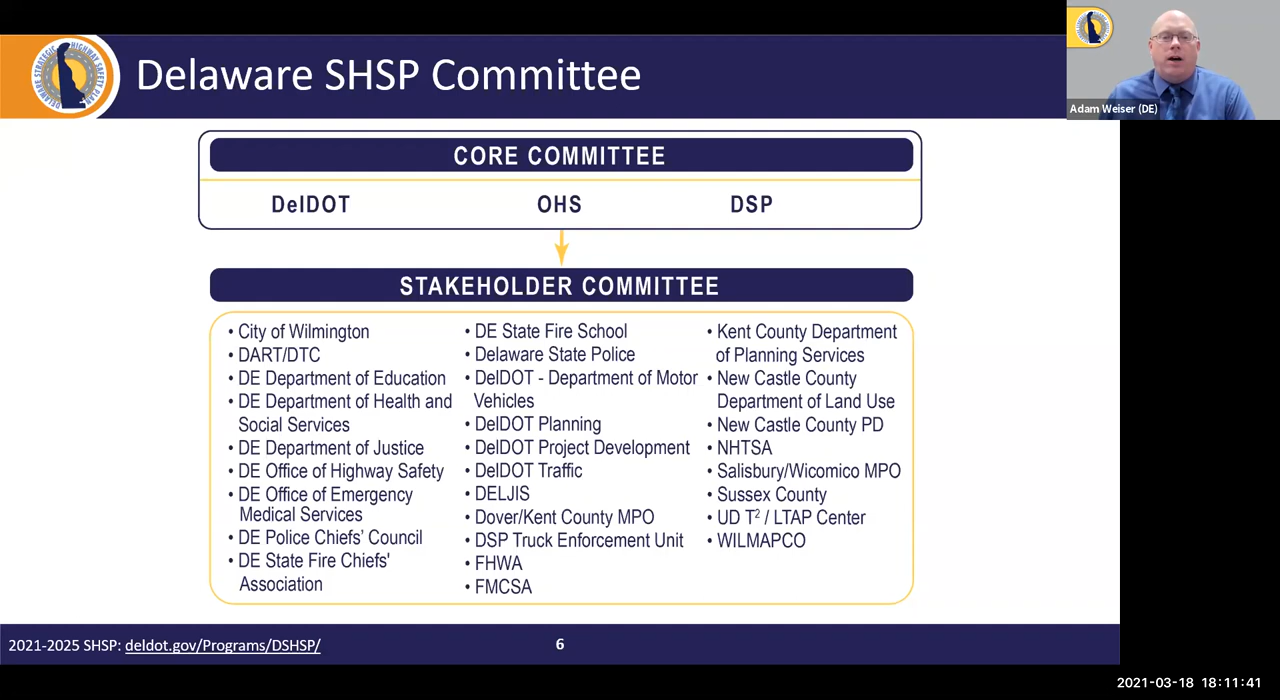 Delaware SHSP Committee
DELAWARE STRATEGIC HIGHWAY SAFETY PLAN
Adam Weiser (DE)
CORE COMMITTEE
DelDOT OHS DSP
STAKEHOLDER COMMITTEE
• City of Wilmington
• DART/DTC
• DE Department of Education
• DE Department of Health and
Social Services
• DE Department of Justice
• DE Office of Highway Safety
• DE Office of Emergency
Medical Services
• DE Police Chiefs' Council
• DE State Fire Chiefs'
Association
• DE State Fire School
• Delaware State Police
• DelDOT - Department of Motor
Vehicles
• DelDOT Planning
• DelDOT Project Development
• DelDOT Traffic
• DELJIS
• Dover/Kent County MPO
• DSP Truck Enforcement Unit
• FHWA
• FMCSA
• Kent County Department
of Planning Services
• New Castle County
Department of Land Use
• New Castle County PD
• NHTSA
• Salisbury/Wicomico MPO
• Sussex County
• UD T² / LTAP Center
• WILMAPCO
2021-2025 SHSP: deldot.gov/Programs/DSHSP/
6
2021-03-18 18:11:41